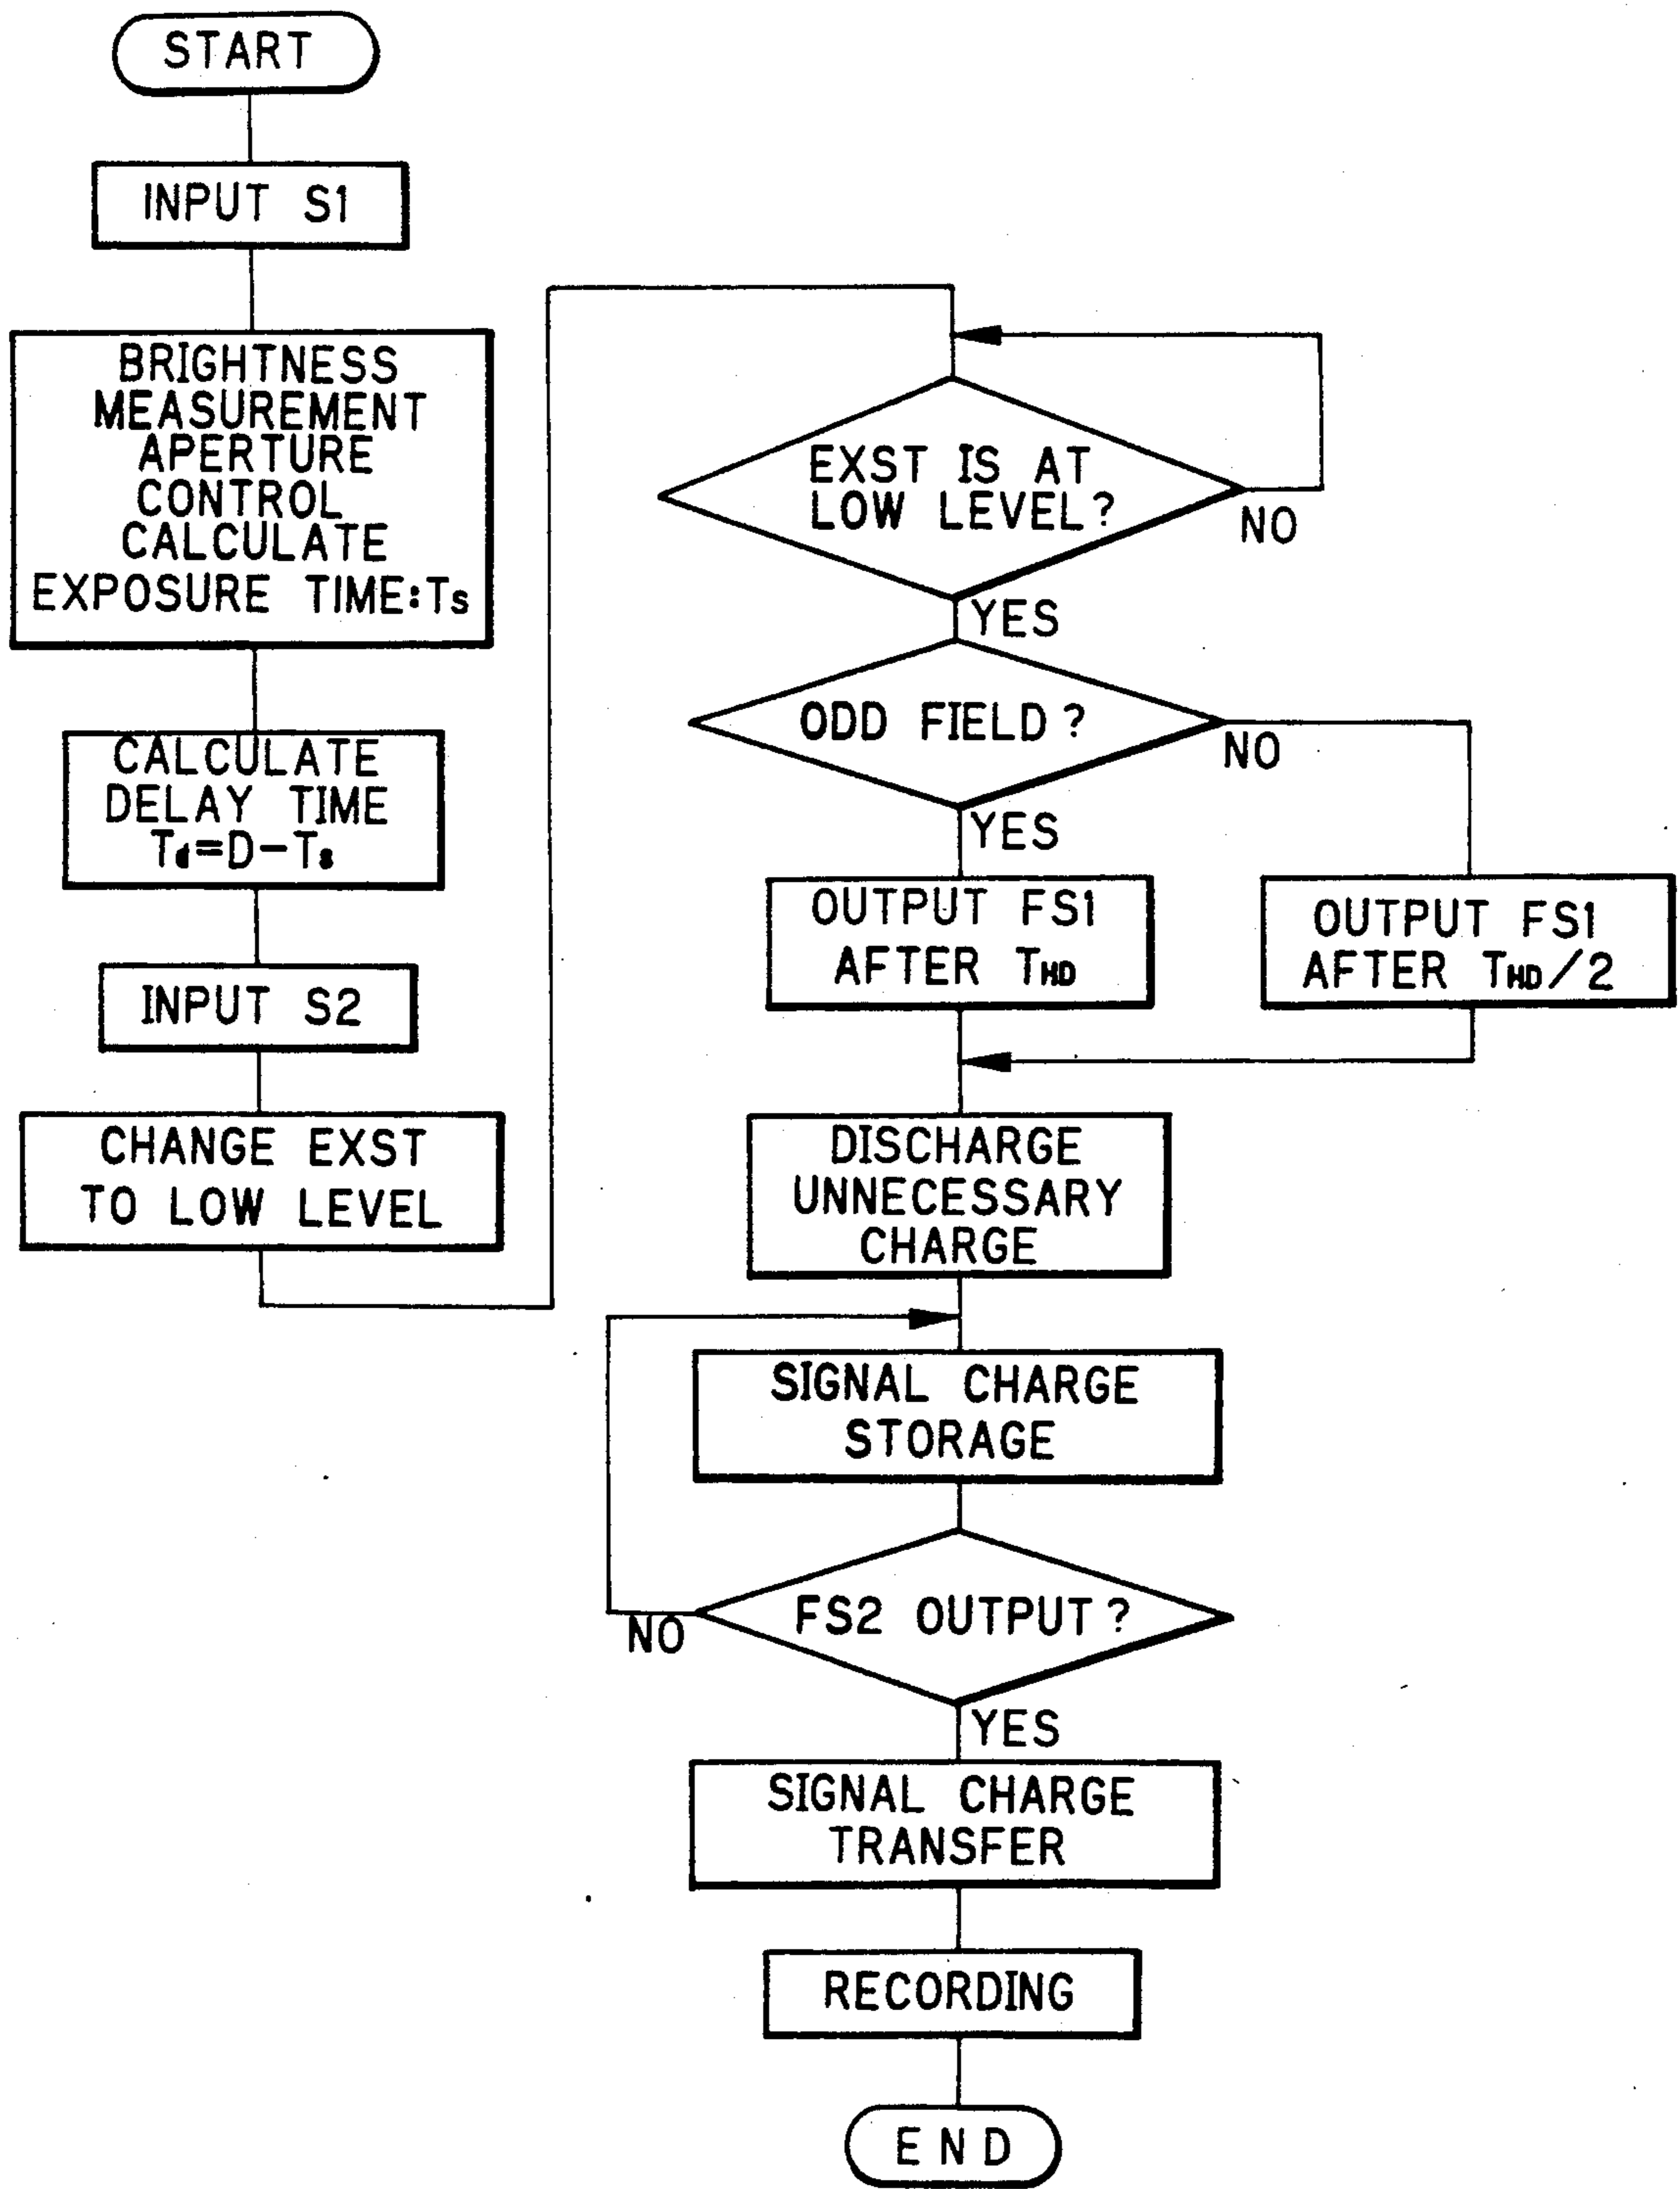 START
INPUT S1
BRIGHTNESS
MEASUREMENT
APERTURE
CONTROL
CALCULATE
EXPOSURE TIME:Ts
CALCULATE
DELAY TIME
Td=D-Ts
INPUT S2
CHANGE EXST
TO LOW LEVEL
EXST IS AT
LOW LEVEL?
NO
YES
ODD FIELD?
NO
YES
OUTPUT FS1
AFTER THD
OUTPUT FS1
AFTER THD/2
DISCHARGE
UNNECESSARY
CHARGE
SIGNAL CHARGE
STORAGE
FS2 OUTPUT?
NO
YES
SIGNAL CHARGE
TRANSFER
RECORDING
END